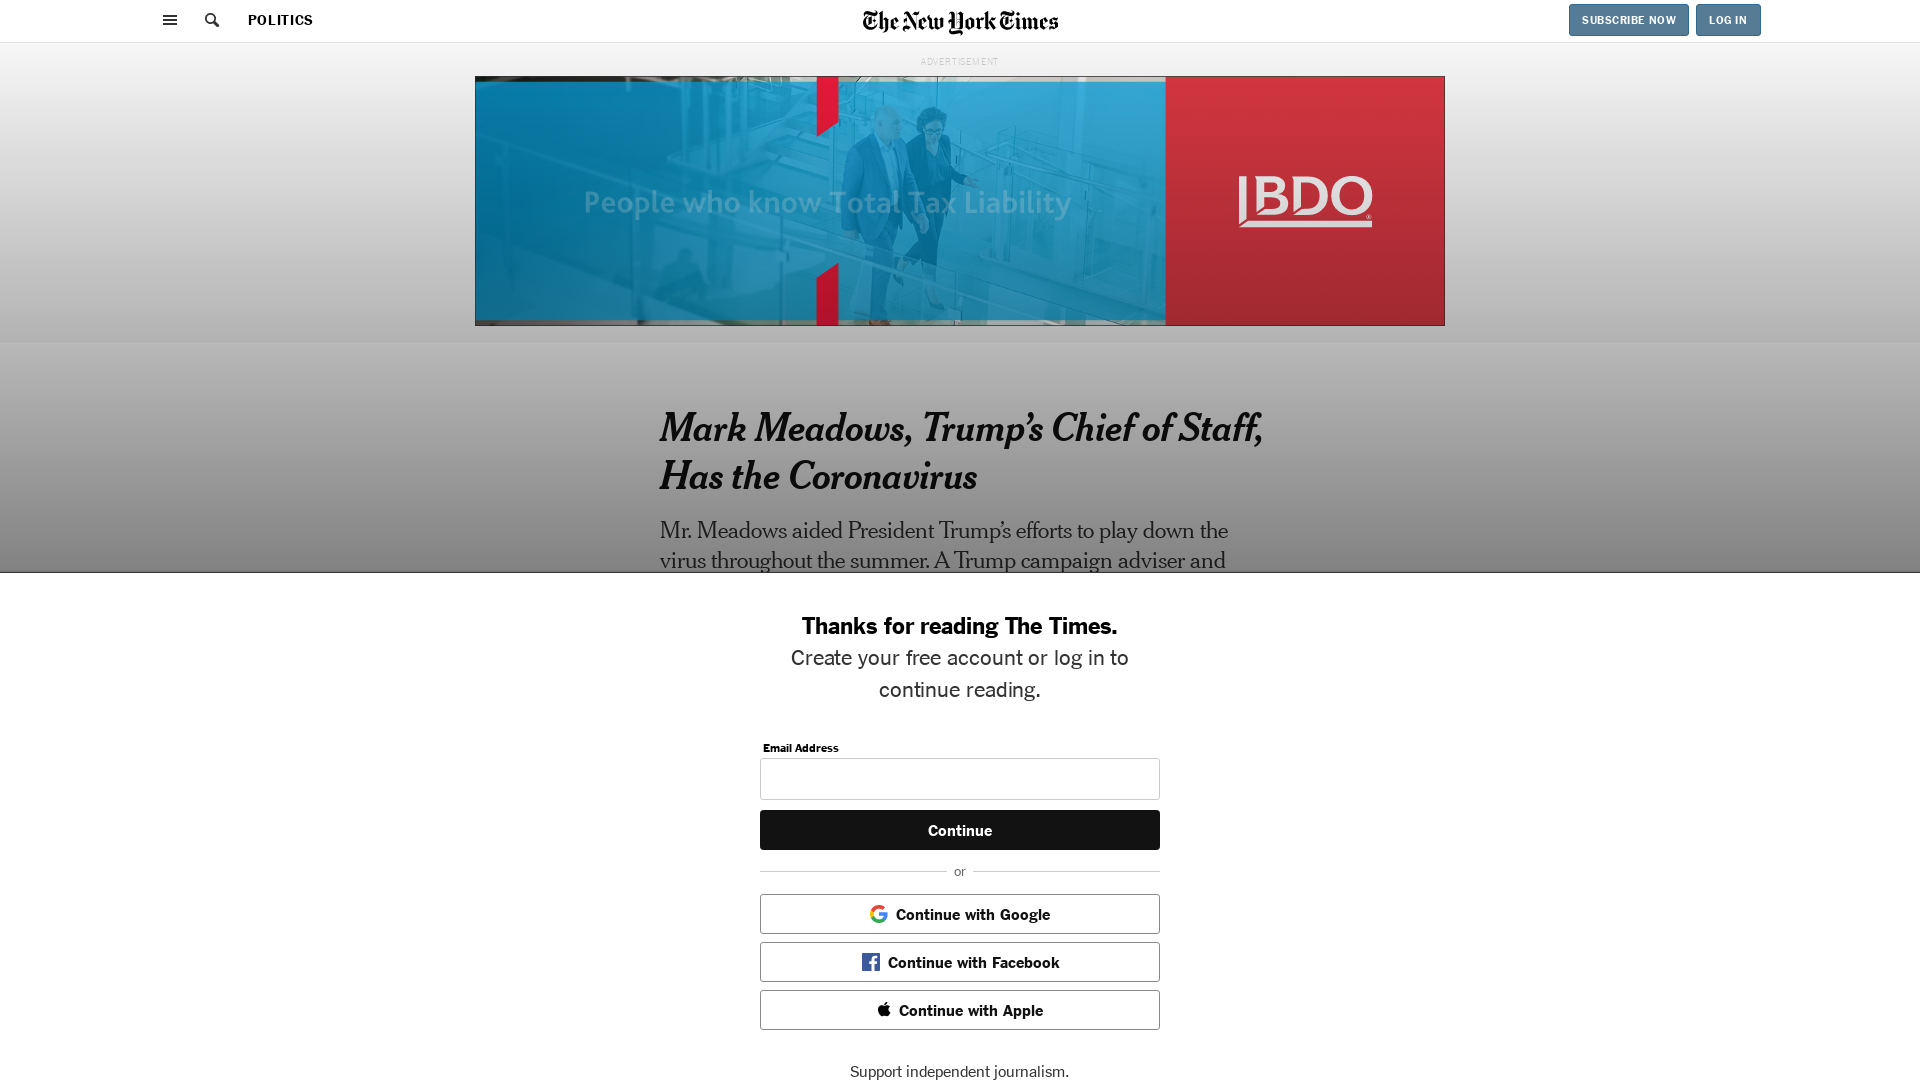 POLITICS
The New York Times
SUBSCRIBE NOW
LOG IN
ADVERTISEMENT
People who know Total Tax Liability
BDO
®
Mark Meadows, Trump’s Chief of Staff,
Has the Coronavirus
Mr. Meadows aided President Trump’s efforts to play down the
virus throughout the summer. A Trump campaign adviser and
Thanks for reading The Times.
Create your free account or log in to
continue reading.
Email Address
Continue
or
Continue with Google
Continue with Facebook
Continue with Apple
Support independent journalism.